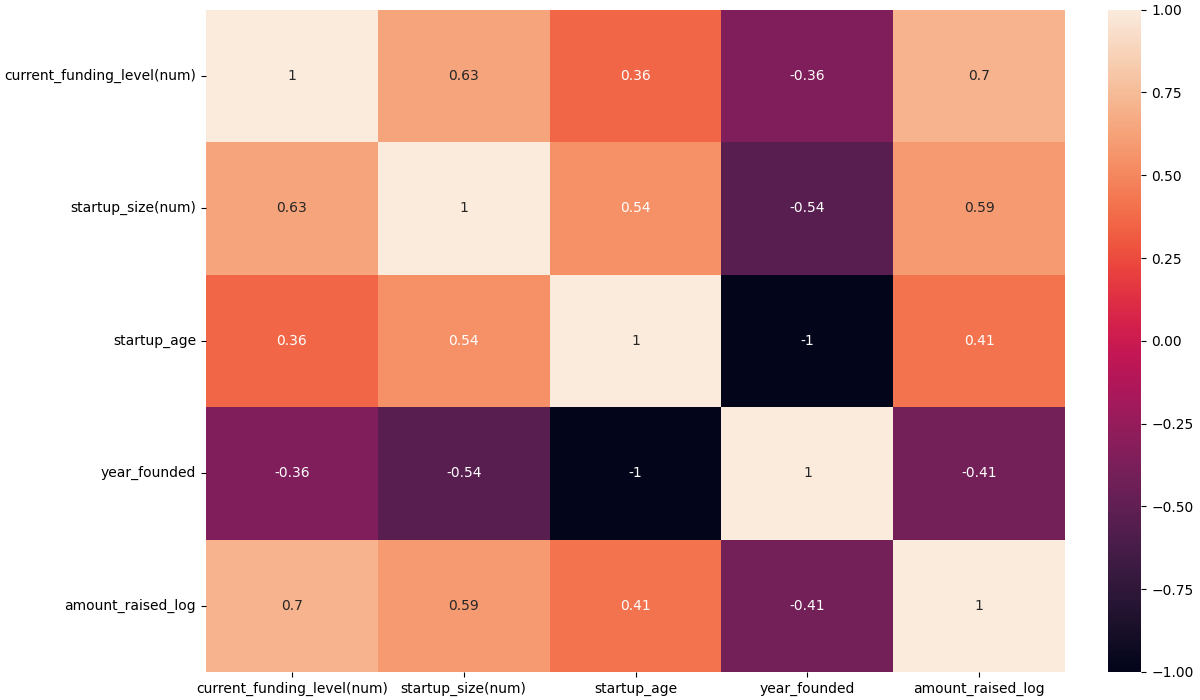 current_funding_level(num) 1 0.63 0.36 -0.36 0.7
startup_size(num) 0.63 1 0.54 -0.54 0.59
startup_age 0.36 0.54 1 -1 0.41
year_founded -0.36 -0.54 -1 1 -0.41
amount_raised_log 0.7 0.59 0.41 -0.41 1
current_funding_level(num) startup_size(num) startup_age year_founded amount_raised_log
1.00
0.75
0.50
0.25
0.00
−0.25
−0.50
−0.75
−1.00